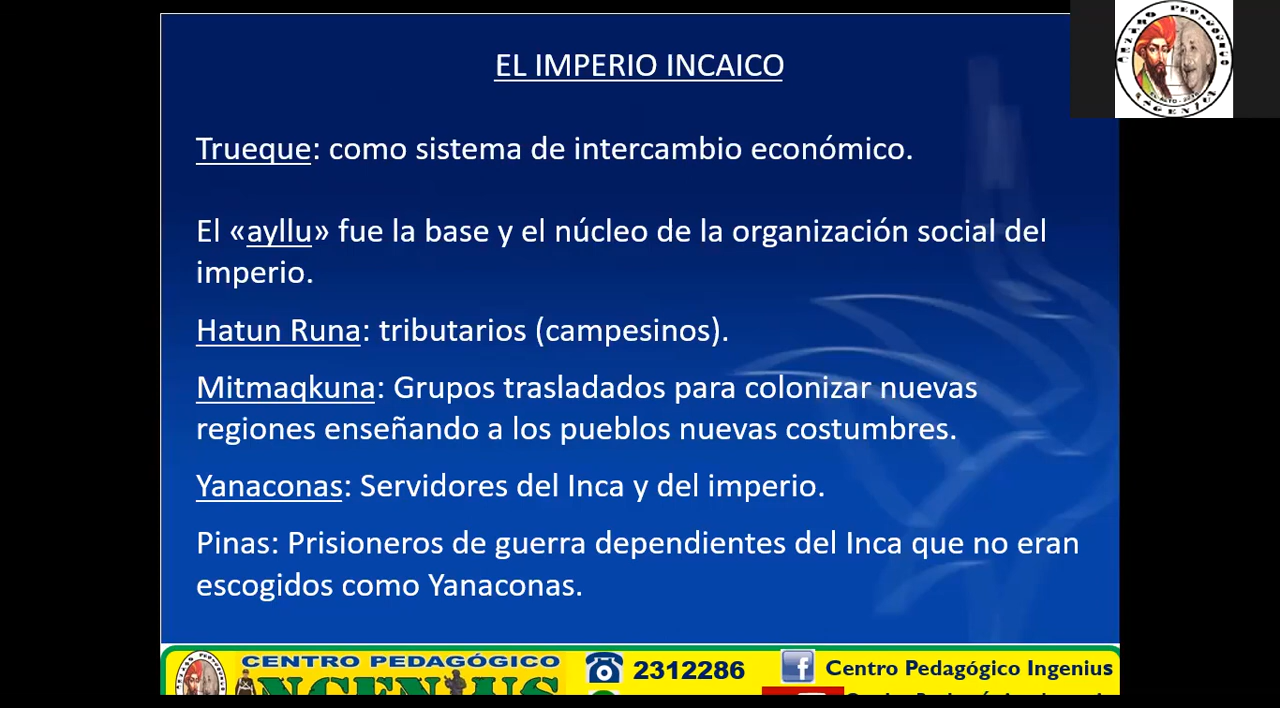 EL IMPERIO INCAICO
Trueque: como sistema de intercambio económico.
El «ayllu» fue la base y el núcleo de la organización social del
imperio.
Hatun Runa: tributarios (campesinos).
Mitmaqkuna: Grupos trasladados para colonizar nuevas
regiones enseñando a los pueblos nuevas costumbres.
Yanaconas: Servidores del Inca y del imperio.
Pinas: Prisioneros de guerra dependientes del Inca que no eran
escogidos como Yanaconas.
CENTRO PEDAGÓGICO
INGENIUS
2312286
Centro Pedagógico Ingenius